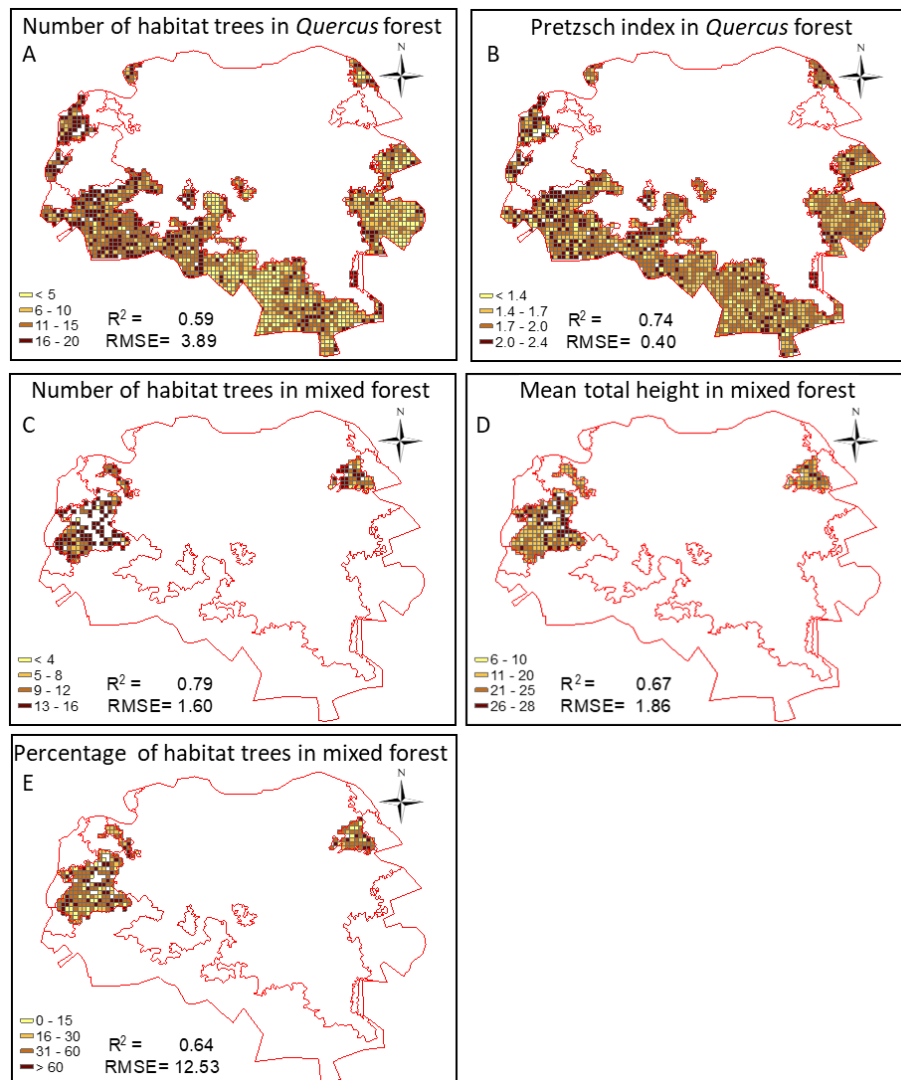 Number of habitat trees in Quercus forest
A
N
< 5
6 - 10
11 - 15
16 - 20
R² = 0.59
RMSE= 3.89
Pretzsch index in Quercus forest
B
N
< 1.4
1.4 - 1.7
1.7 - 2.0
2.0 - 2.4
R² = 0.74
RMSE= 0.40
Number of habitat trees in mixed forest
C
N
< 4
5 - 8
9 - 12
13 - 16
R² = 0.79
RMSE= 1.60
Mean total height in mixed forest
D
N
6 - 10
11 - 20
21 - 25
26 - 28
R² = 0.67
RMSE= 1.86
Percentage of habitat trees in mixed forest
E
N
0 - 15
16 - 30
31 - 60
> 60
R² = 0.64
RMSE= 12.53